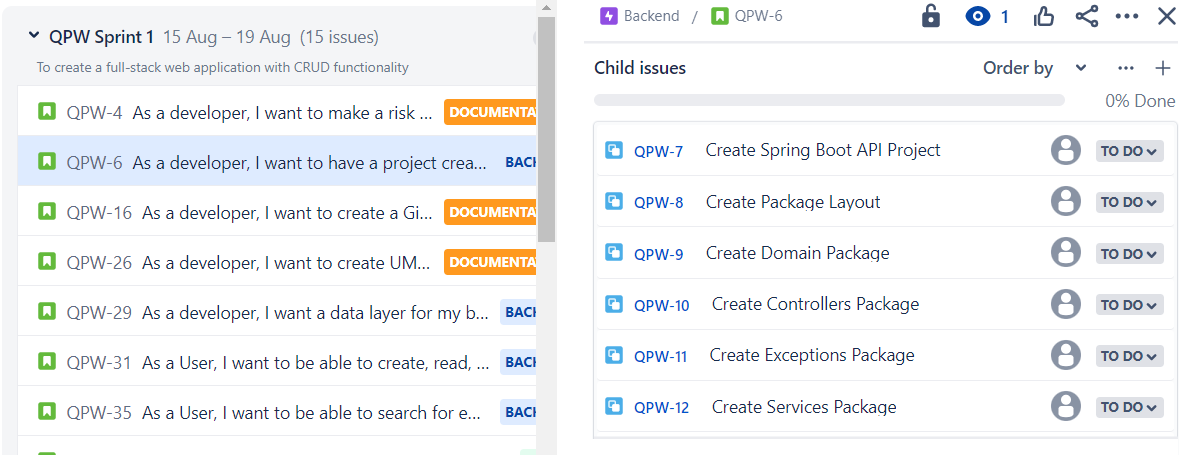 QPW Sprint 1 15 Aug – 19 Aug (15 issues)
To create a full-stack web application with CRUD functionality
QPW-4 As a developer, I want to make a risk ... DOCUMENTA
QPW-6 As a developer, I want to have a project crea... BACH
QPW-16 As a developer, I want to create a Gi... DOCUMENTA
QPW-26 As a developer, I want to create UM... DOCUMENTA
QPW-29 As a developer, I want a data layer for my b... BACH
QPW-31 As a User, I want to be able to create, read, ... BACH
QPW-35 As a User, I want to be able to search for e... BACH
Backend / QPW-6
1
Child issues
Order by
0% Done
QPW-7 Create Spring Boot API Project TO DO
QPW-8 Create Package Layout TO DO
QPW-9 Create Domain Package TO DO
QPW-10 Create Controllers Package TO DO
QPW-11 Create Exceptions Package TO DO
QPW-12 Create Services Package TO DO